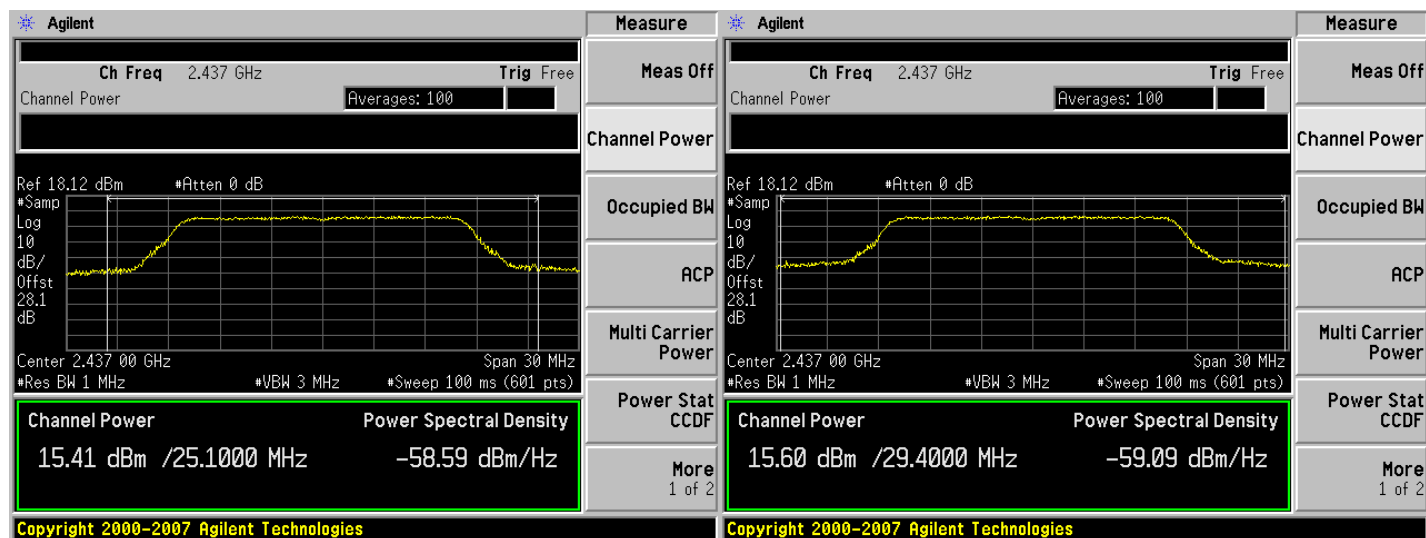 Agilent
Measure
Ch Freq 2.437 GHz
Trig Free
Channel Power
Averages: 100
Ref 18.12 dBm #Atten 0 dB
#Samp
Log
10
dB/
Offst
28.1
dB
Center 2.437 00 GHz
Span 30 MHz
#Res BW 1 MHz #VBW 3 MHz #Sweep 100 ms (601 pts)
Channel Power
Power Spectral Density
15.41 dBm /25.1000 MHz
-58.59 dBm/Hz
Copyright 2000-2007 Agilent Technologies
Meas Off
Channel Power
Occupied BW
ACP
Multi Carrier
Power
Power Stat
CCDF
More
1 of 2
Agilent
Measure
Ch Freq 2.437 GHz
Trig Free
Channel Power
Averages: 100
Ref 18.12 dBm #Atten 0 dB
#Samp
Log
10
dB/
Offst
28.1
dB
Center 2.437 00 GHz
Span 30 MHz
#Res BW 1 MHz #VBW 3 MHz #Sweep 100 ms (601 pts)
Channel Power
Power Spectral Density
15.60 dBm /29.4000 MHz
-59.09 dBm/Hz
Copyright 2000-2007 Agilent Technologies
Meas Off
Channel Power
Occupied BW
ACP
Multi Carrier
Power
Power Stat
CCDF
More
1 of 2